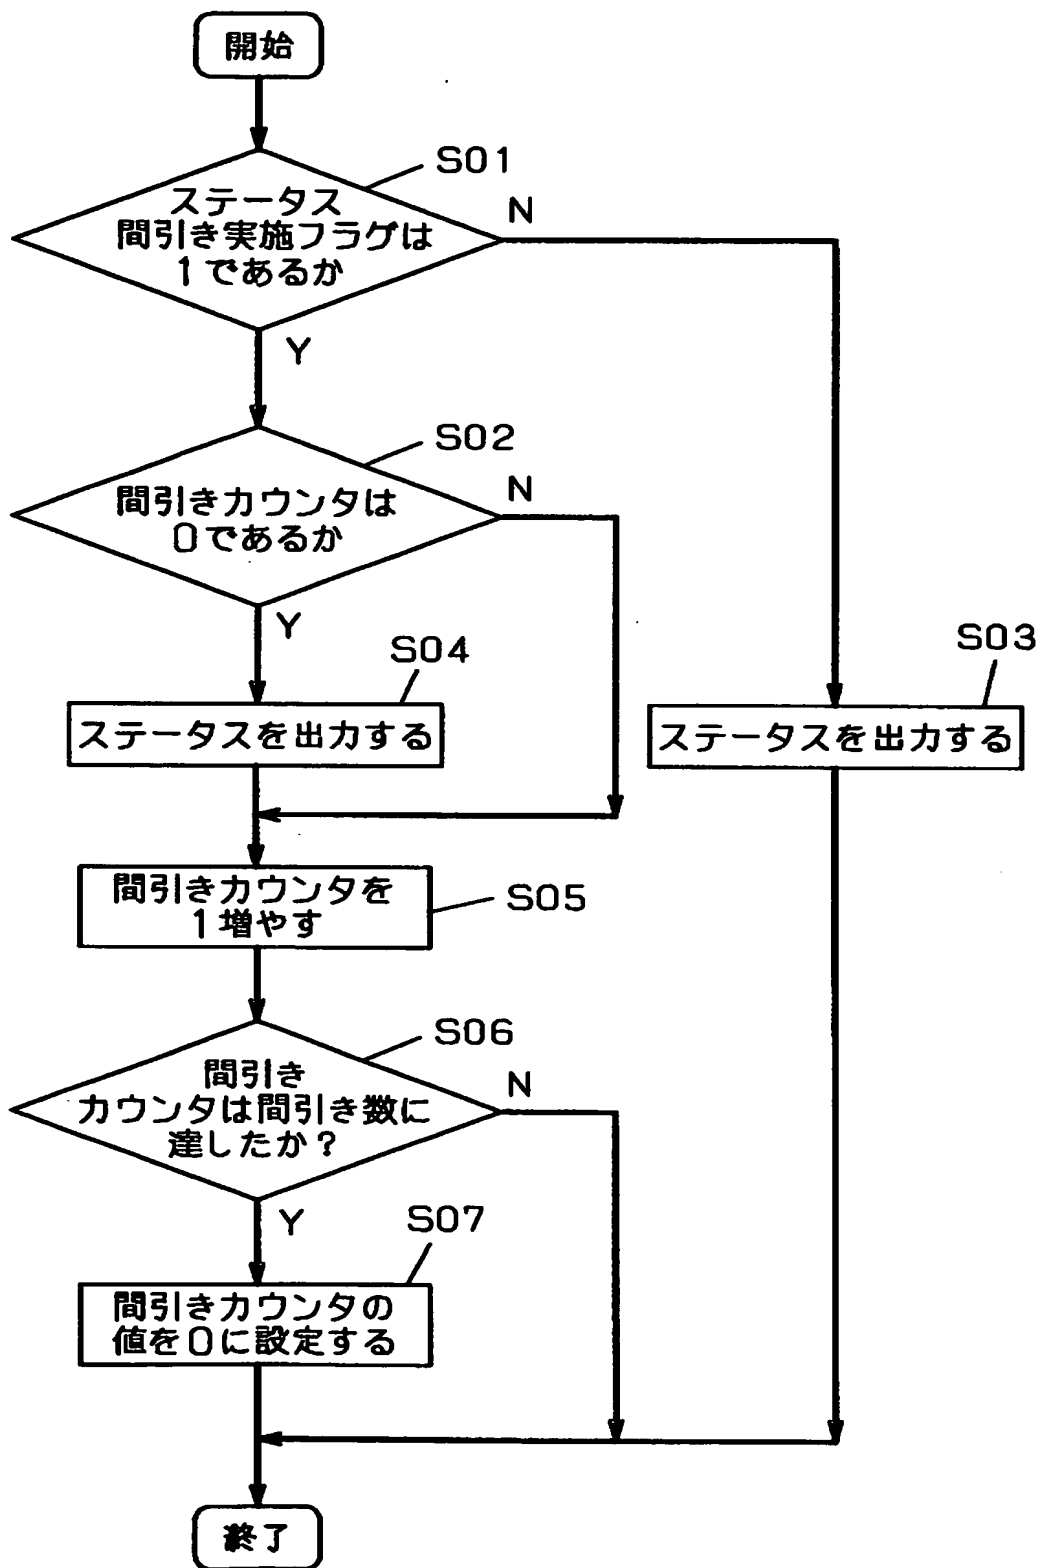 開始
S01
ステータス
間引き実施フラグは
1であるか
N
Y
S02
間引きカウンタは
0であるか
N
Y
S04
ステータスを出力する
S03
ステータスを出力する
間引きカウンタを
1増やす
S05
S06
間引き
カウンタは間引き数に
達したか?
N
Y
S07
間引きカウンタの
値を0に設定する
終了